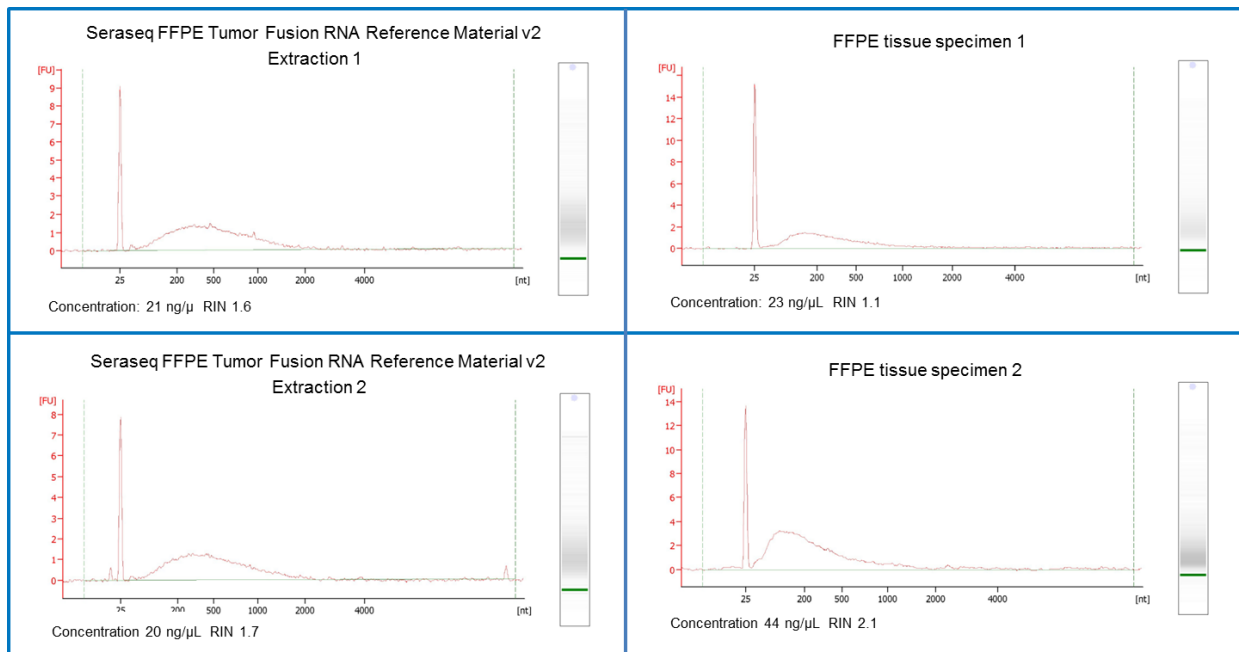 Seraseq FFPE Tumor Fusion RNA Reference Material v2
Extraction 1
[FU]
9
8
7
6
5
4
3
2
1
0
25 200 500 1000 2000 4000 [nt]
Concentration: 21 ng/µ RIN 1.6
FFPE tissue specimen 1
[FU]
14
12
10
8
6
4
2
0
25 200 500 1000 2000 4000 [nt]
Concentration: 23 ng/µL RIN 1.1
Seraseq FFPE Tumor Fusion RNA Reference Material v2
Extraction 2
[FU]
8
7
6
5
4
3
2
1
0
25 200 500 1000 2000 4000 [nt]
Concentration 20 ng/µL RIN 1.7
FFPE tissue specimen 2
[FU]
14
12
10
8
6
4
2
0
25 200 500 1000 2000 4000 [nt]
Concentration 44 ng/µL RIN 2.1